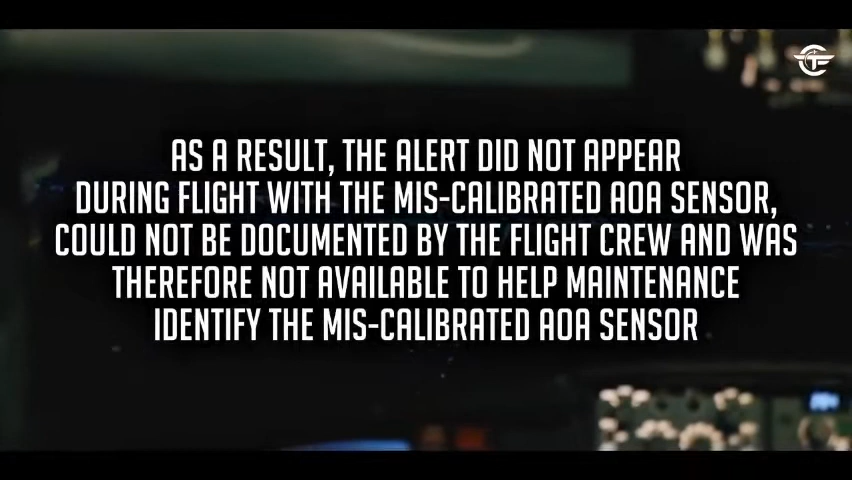 AS A RESULT, THE ALERT DID NOT APPEAR
DURING FLIGHT WITH THE MIS-CALIBRATED AOA SENSOR,
COULD NOT BE DOCUMENTED BY THE FLIGHT CREW AND WAS
THEREFORE NOT AVAILABLE TO HELP MAINTENANCE
IDENTIFY THE MIS-CALIBRATED AOA SENSOR